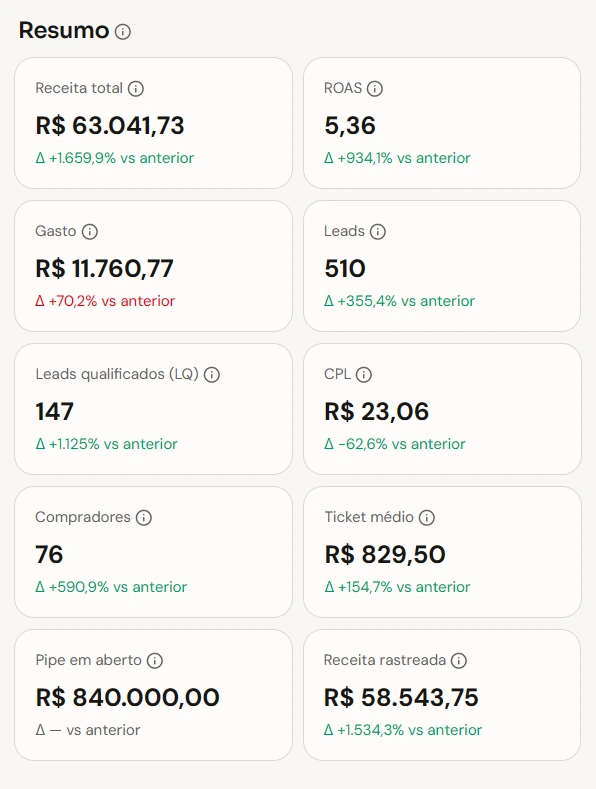 Resumo
Receita total
R$ 63.041,73
Δ +1.659,9% vs anterior
ROAS
5,36
Δ +934,1% vs anterior
Gasto
R$ 11.760,77
Δ +70,2% vs anterior
Leads
510
Δ +355,4% vs anterior
Leads qualificados (LQ)
147
Δ +1.125% vs anterior
CPL
R$ 23,06
Δ -62,6% vs anterior
Compradores
76
Δ +590,9% vs anterior
Ticket médio
R$ 829,50
Δ +154,7% vs anterior
Pipe em aberto
R$ 840.000,00
Δ — vs anterior
Receita rastreada
R$ 58.543,75
Δ +1.534,3% vs anterior